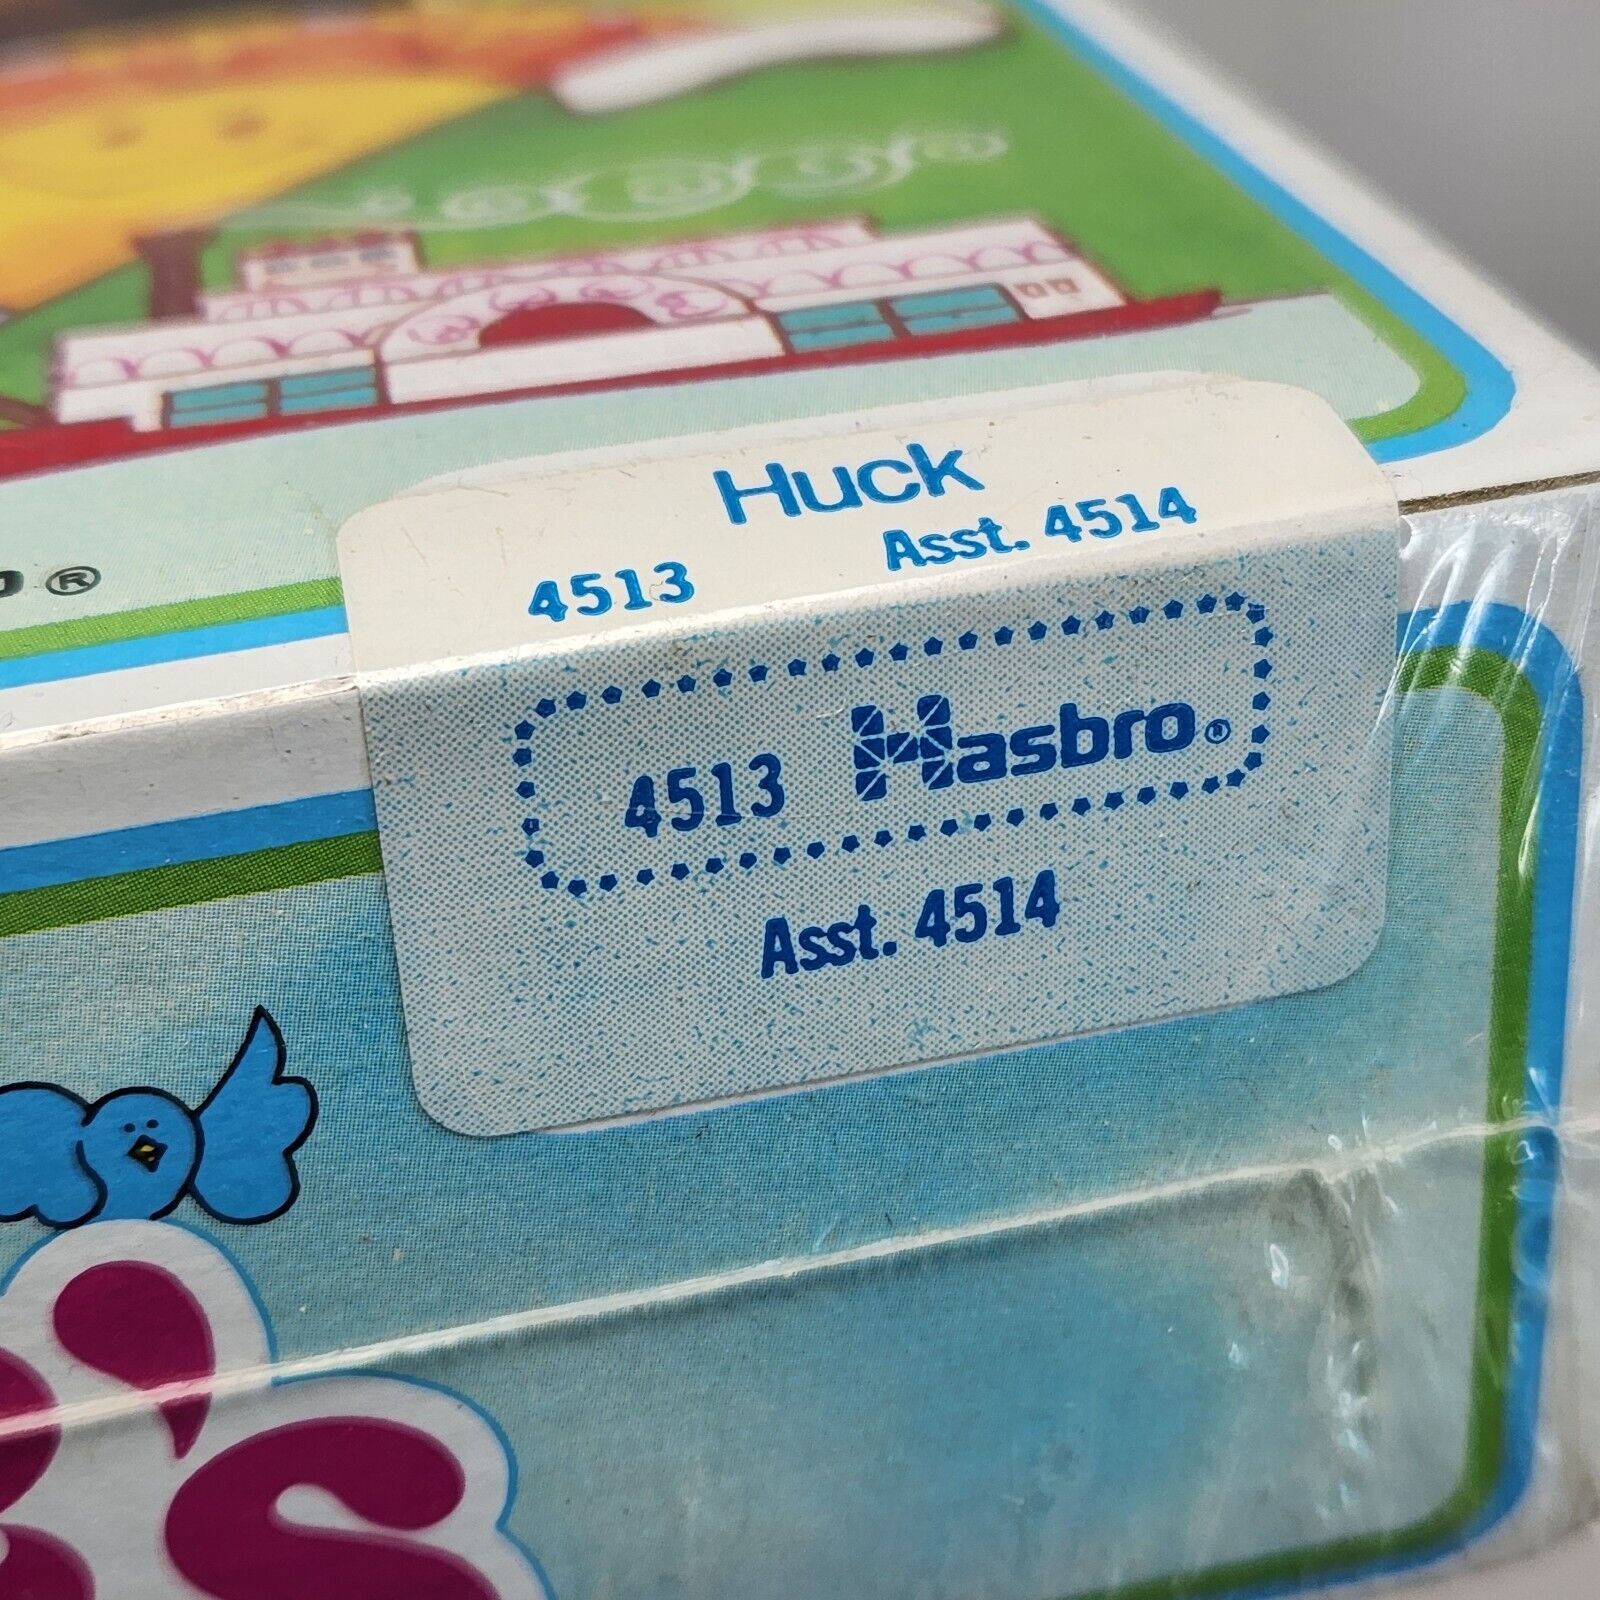 Huck
4513 Asst. 4514
®
4513 Hasbro®
Asst. 4514
's